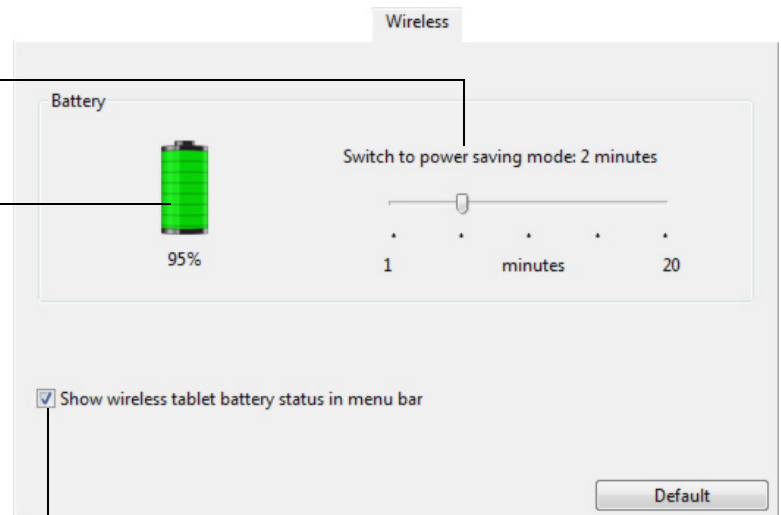 Wireless
Battery
Switch to power saving mode: 2 minutes
95%
1 minutes 20
Show wireless tablet battery status in menu bar
Default